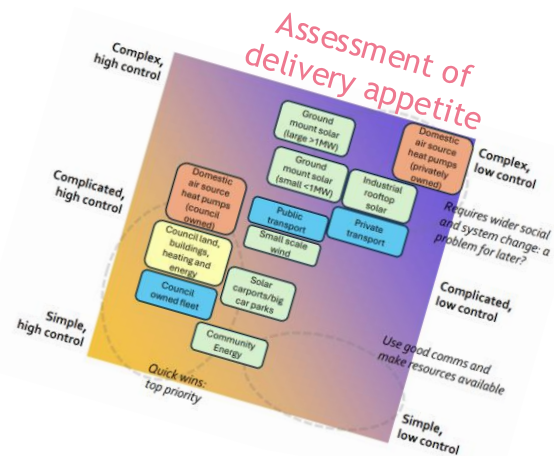 Assessment of
delivery appetite
Complex,
high control
Ground
mount solar
(large >1MW)
Domestic
air source
heat pumps
(privately
owned)
Complex,
low control
Ground
mount solar
(small <1MW)
Industrial
rooftop
solar
Complicated,
high control
Domestic
air source
heat pumps
(council
owned)
Public
transport
Private
transport
Requires wider social
and system change: a
problem for later?
Small scale
wind
Council land,
buildings,
heating and
energy
Solar
carports/big
car parks
Council
owned fleet
Complicated,
low control
Simple,
high control
Community
Energy
Use good comms and
make resources available
Quick wins:
top priority
Simple,
low control